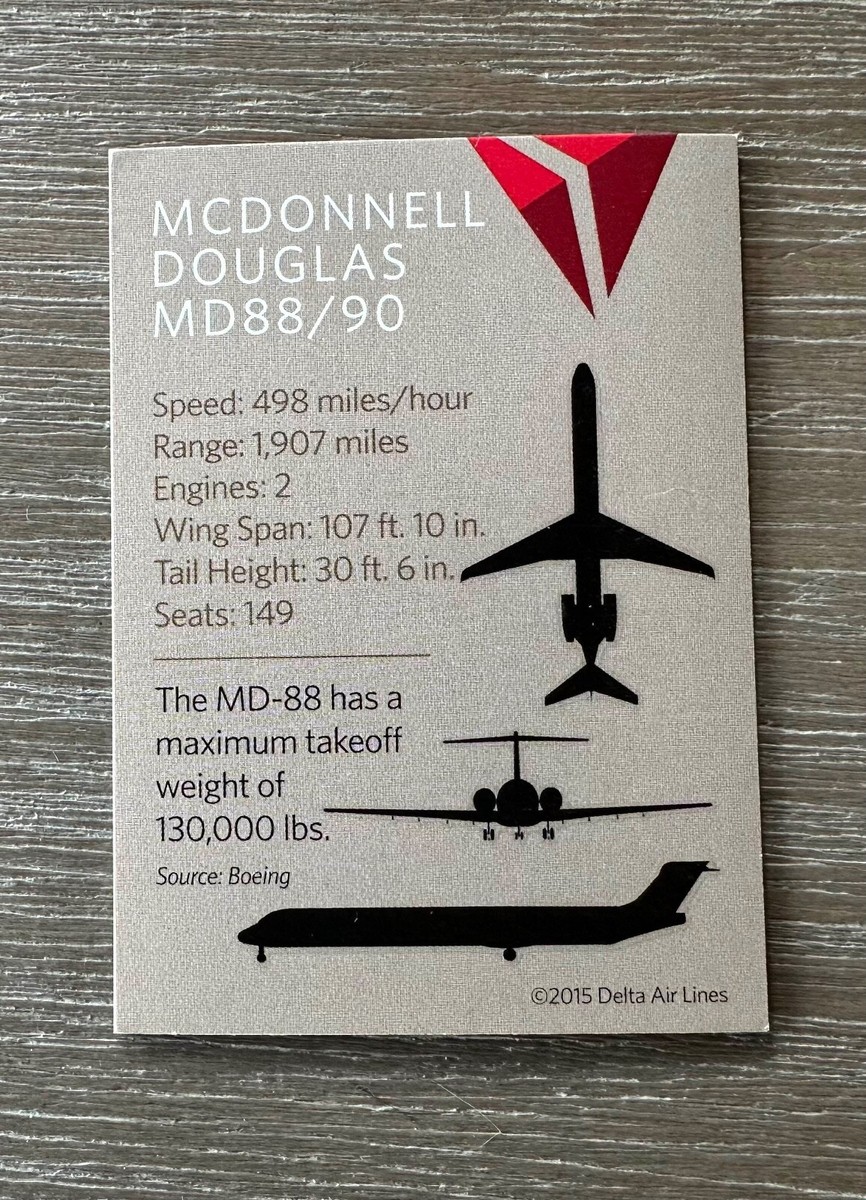 MCDONNELL
DOUGLAS
MD88/90
Speed: 498 miles/hour
Range: 1,907 miles
Engines: 2
Wing Span: 107 ft. 10 in.
Tail Height: 30 ft. 6 in.
Seats: 149
The MD-88 has a
maximum takeoff
weight of
130,000 lbs.
Source: Boeing
©2015 Delta Air Lines